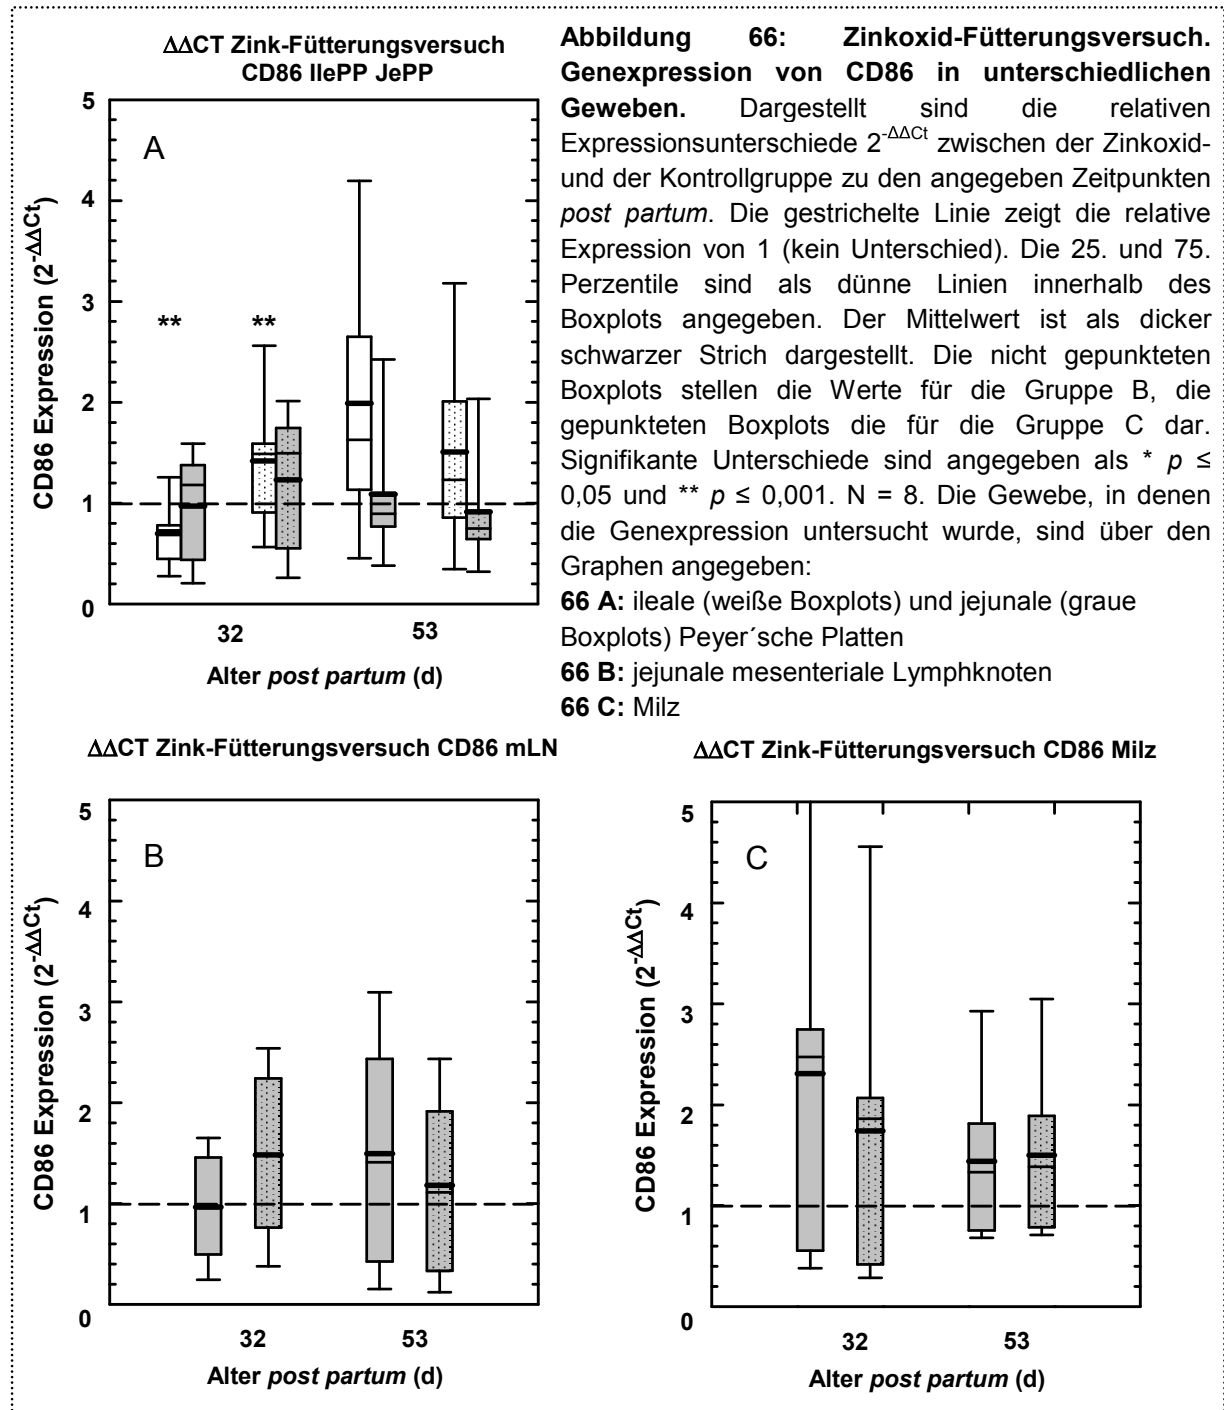 ΔΔCT Zink-Fütterungsversuch
CD86 IlePP JePP
A
5
4
3
2
1
0
** **
CD86 Expression (2-ΔΔCt)
32 53
Alter post partum (d)
Abbildung 66: Zinkoxid-Fütterungsversuch.
Genexpression von CD86 in unterschiedlichen
Geweben. Dargestellt sind die relativen
Expressionsunterschiede 2-ΔΔCt zwischen der Zinkoxid-
und der Kontrollgruppe zu den angegeben Zeitpunkten
post partum. Die gestrichelte Linie zeigt die relative
Expression von 1 (kein Unterschied). Die 25. und 75.
Perzentile sind als dünne Linien innerhalb des
Boxplots angegeben. Der Mittelwert ist als dicker
schwarzer Strich dargestellt. Die nicht gepunkteten
Boxplots stellen die Werte für die Gruppe B, die
gepunkteten Boxplots die für die Gruppe C dar.
Signifikante Unterschiede sind angegeben als * p ≤
0,05 und ** p ≤ 0,001. N = 8. Die Gewebe, in denen
die Genexpression untersucht wurde, sind über den
Graphen angegeben:
66 A: ileale (weiße Boxplots) und jejunale (graue
Boxplots) Peyer´sche Platten
66 B: jejunale mesenteriale Lymphknoten
66 C: Milz
ΔΔCT Zink-Fütterungsversuch CD86 mLN
B
5
4
3
2
1
0
CD86 Expression (2-ΔΔCt)
32 53
Alter post partum (d)
ΔΔCT Zink-Fütterungsversuch CD86 Milz
C
5
4
3
2
1
0
CD86 Expression (2-ΔΔCt)
32 53
Alter post partum (d)